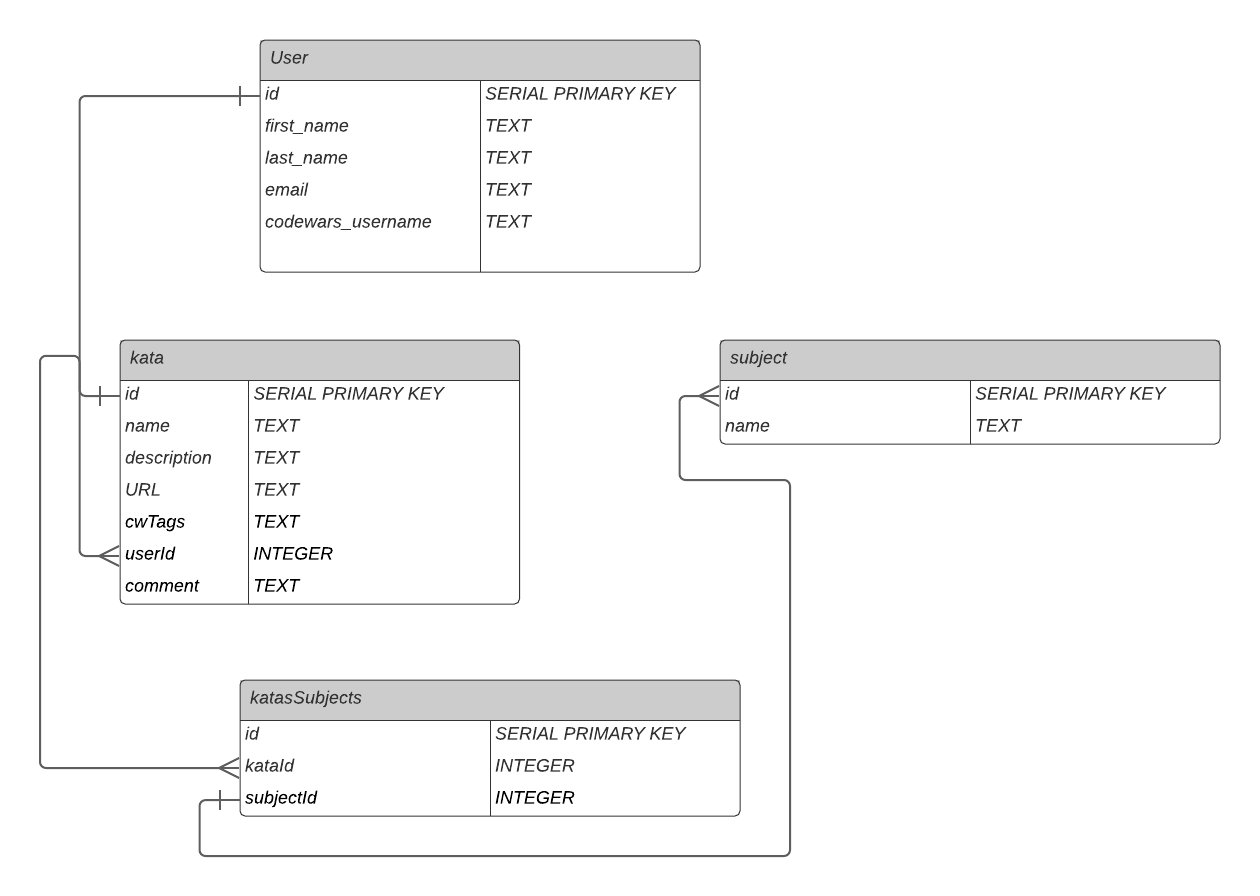 User
id SERIAL PRIMARY KEY
first_name TEXT
last_name TEXT
email TEXT
codewars_username TEXT
kata
id SERIAL PRIMARY KEY
name TEXT
description TEXT
URL TEXT
cwTags TEXT
userId INTEGER
comment TEXT
subject
id SERIAL PRIMARY KEY
name TEXT
katasSubjects
id SERIAL PRIMARY KEY
kataId INTEGER
subjectId INTEGER